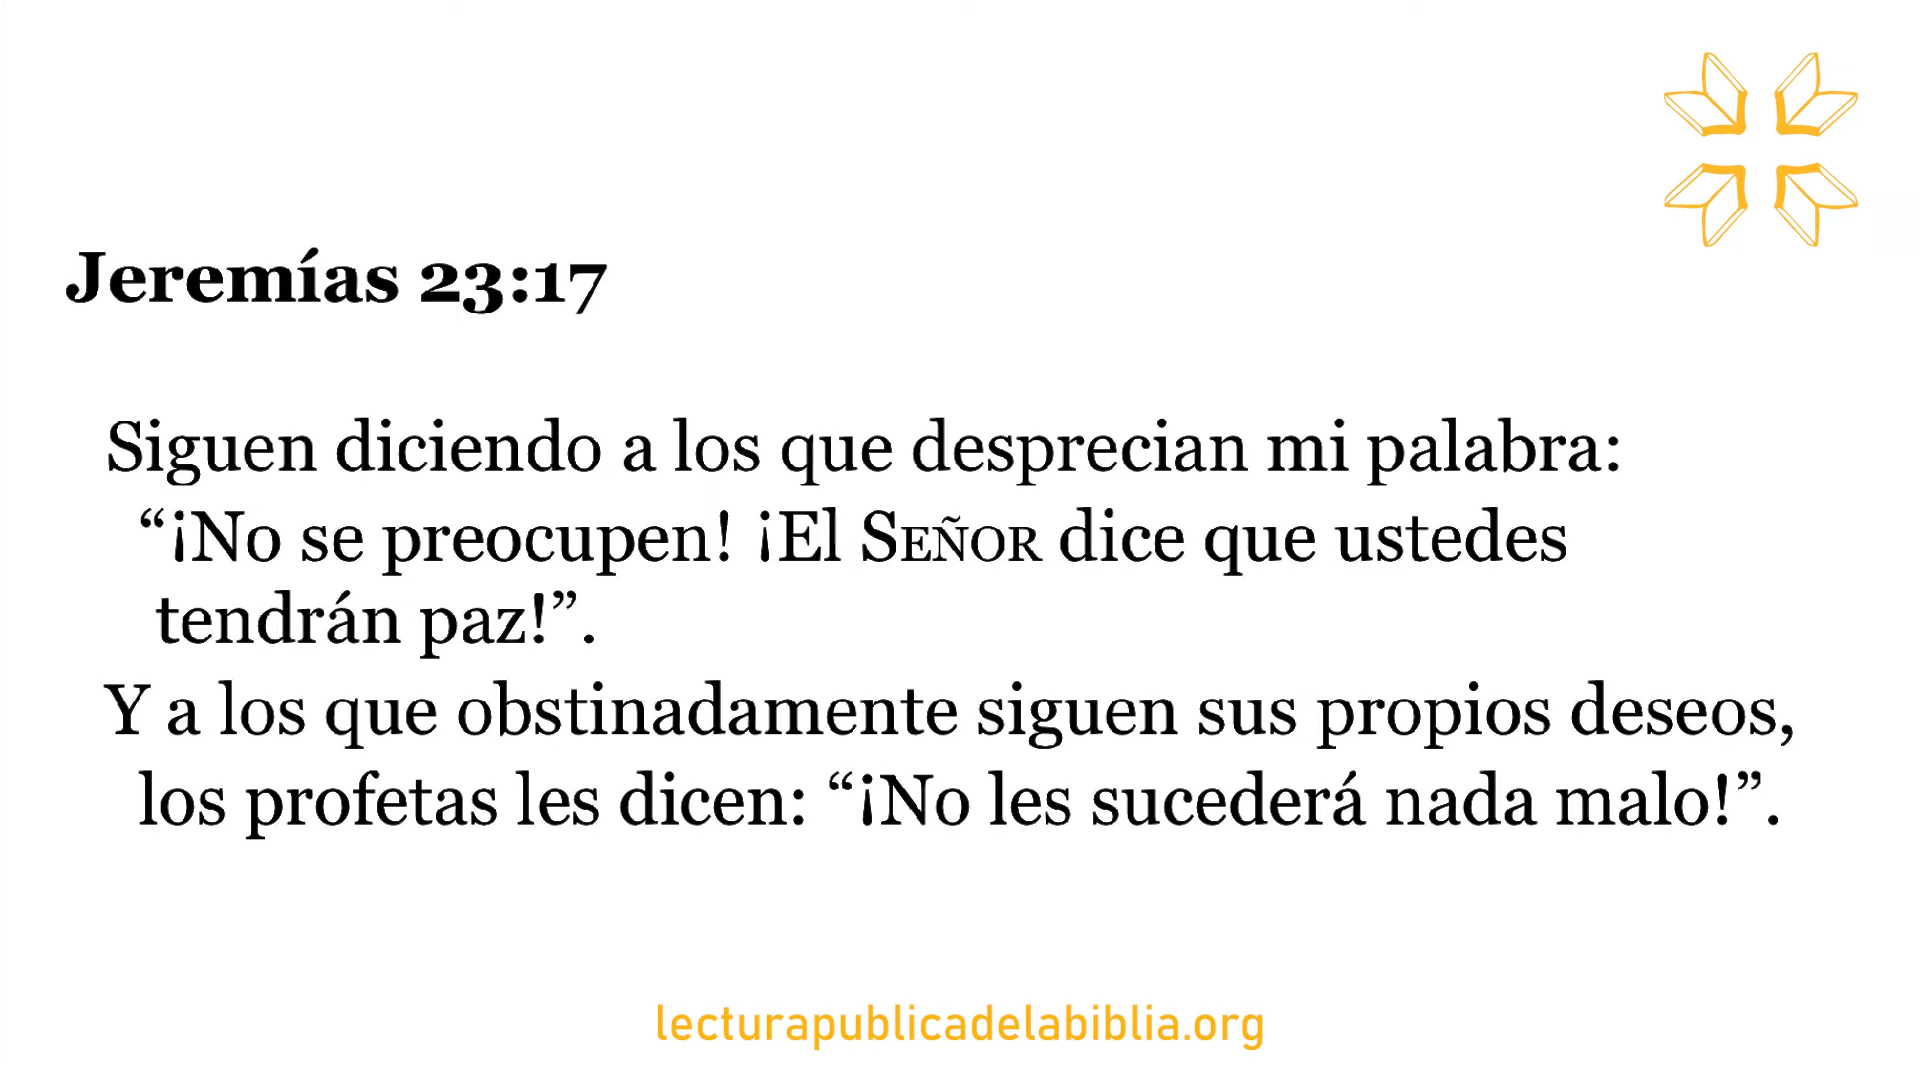 Jeremías 23:17
Siguen diciendo a los que desprecian mi palabra:
“¡No se preocupen! ¡El SEÑOR dice que ustedes
tendrán paz!”.
Y a los que obstinadamente siguen sus propios deseos,
los profetas les dicen: “¡No les sucederá nada malo!”.
lecturapublicadelabiblia.org